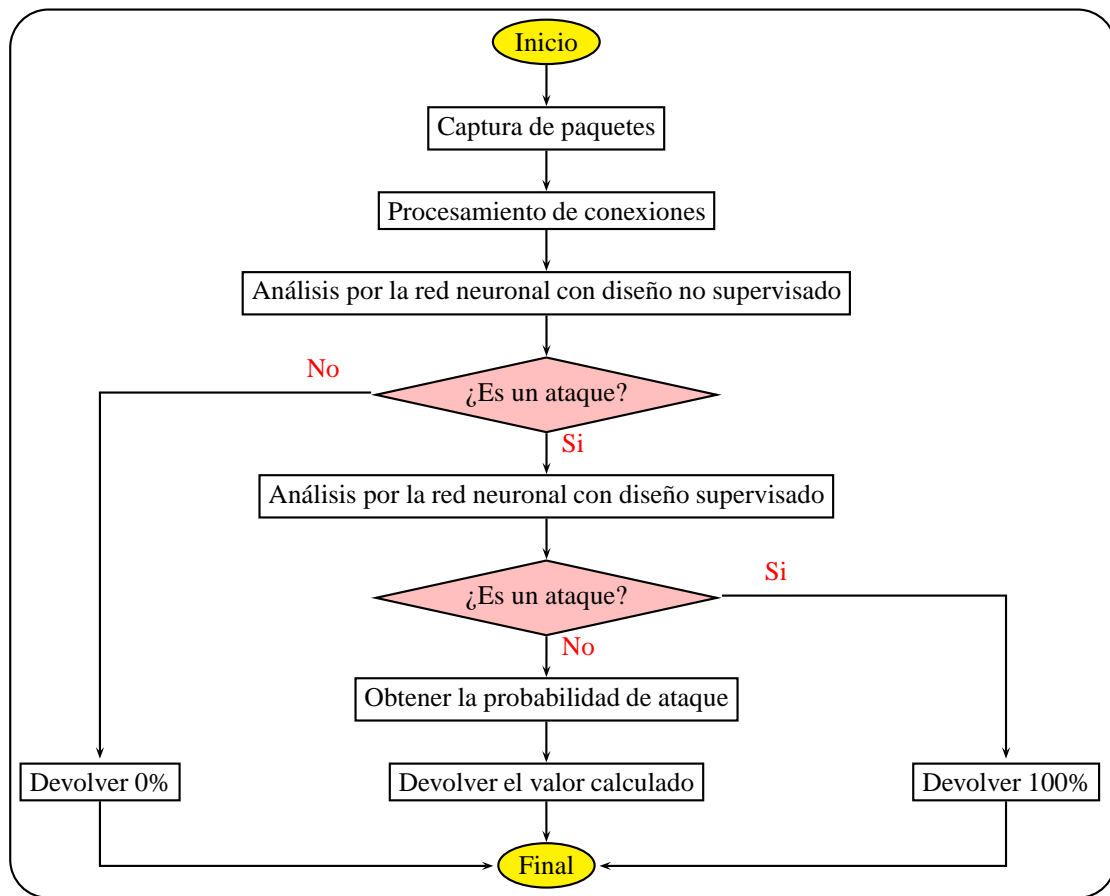 Inicio
Captura de paquetes
Procesamiento de conexiones
Análisis por la red neuronal con diseño no supervisado
No
¿Es un ataque?
Si
Análisis por la red neuronal con diseño supervisado
Si
¿Es un ataque?
No
Obtener la probabilidad de ataque
Devolver 0%
Devolver el valor calculado
Devolver 100%
Final